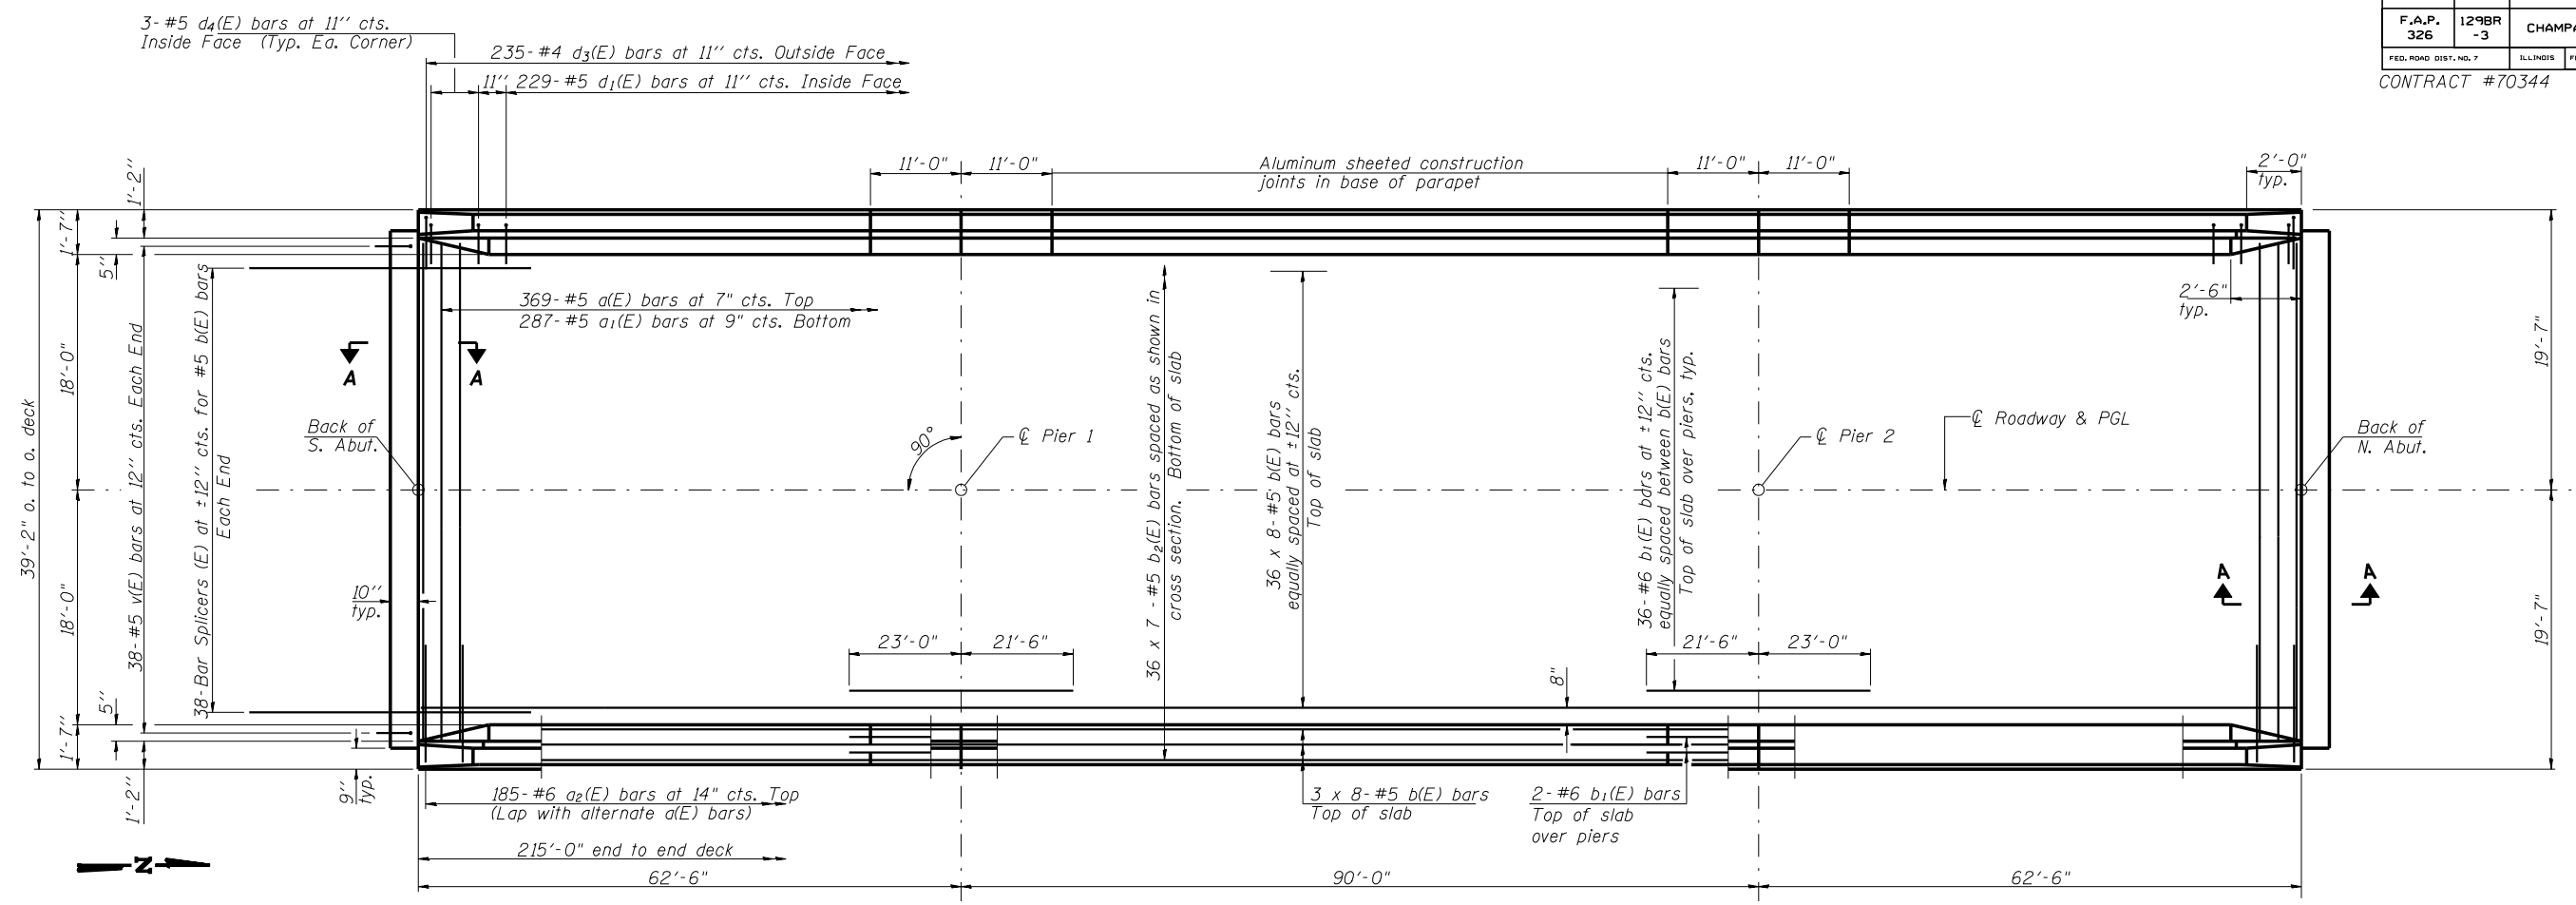 3-#5 d4(E) bars at 11'' cts.
Inside Face (Typ. Ea. Corner)
235-#4 d3(E) bars at 11'' cts. Outside Face
11'' 229-#5 d1(E) bars at 11'' cts. Inside Face
F.A.P.
326
129BR
-3
FED. ROAD DIST. NO. 7
ILLINOIS
CONTRACT #70344
11'-0"
11'-0"
Aluminum sheeted construction
joints in base of parapet
11'-0"
11'-0"
2'-0"
typ.
1'-2''
1'-7''
5''
18'-0"
39'-2" o. to o. deck
18'-0"
5''
1'-7''
1'-2''
38-#5 v(E) bars at 12'' cts. Each End
38-Bar Splicers (E) at ±12'' cts. for #5 b(E) bars
Each End
369-#5 a(E) bars at 7" cts. Top
287-#5 a1(E) bars at 9" cts. Bottom
A
A
Back of
S. Abut.
90°
℄ Pier 1
36 x 7 - #5 b2(E) bars spaced as shown in
cross section. Bottom of slab
36 x 8-#5 b(E) bars
equally spaced at ±12'' cts.
Top of slab
36-#6 b1(E) bars at ±12'' cts.
equally spaced between b(E) bars
Top of slab over piers, typ.
℄ Pier 2
℄ Roadway & PGL
2'-6"
typ.
Back of
N. Abut.
19'-7"
19'-7"
A
A
10''
typ.
23'-0"
21'-6"
21'-6"
23'-0"
8"
9''
typ.
185-#6 a2(E) bars at 14" cts. Top
(Lap with alternate a(E) bars)
3 x 8-#5 b(E) bars
Top of slab
2-#6 b1(E) bars
Top of slab
over piers
N
215'-0" end to end deck
62'-6"
90'-0"
62'-6"